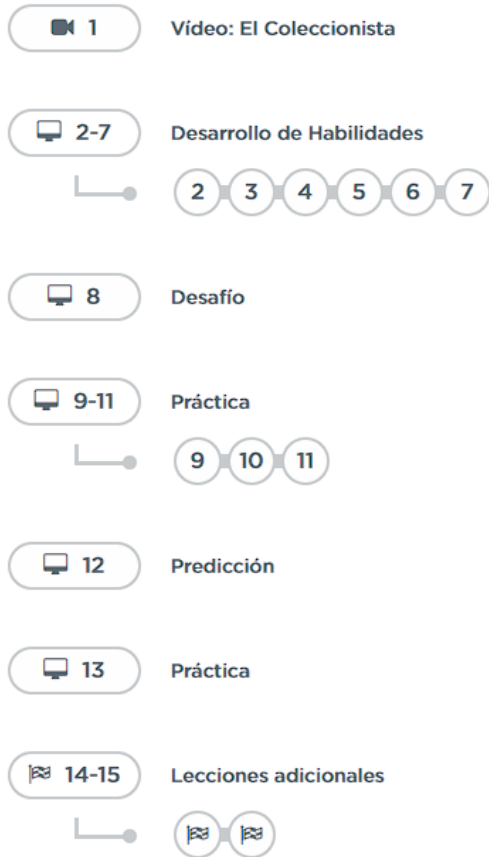 1 Vídeo: El Coleccionista
2-7 Desarrollo de Habilidades
2 3 4 5 6 7
8 Desafío
9-11 Práctica
9 10 11
12 Predicción
13 Práctica
14-15 Lecciones adicionales